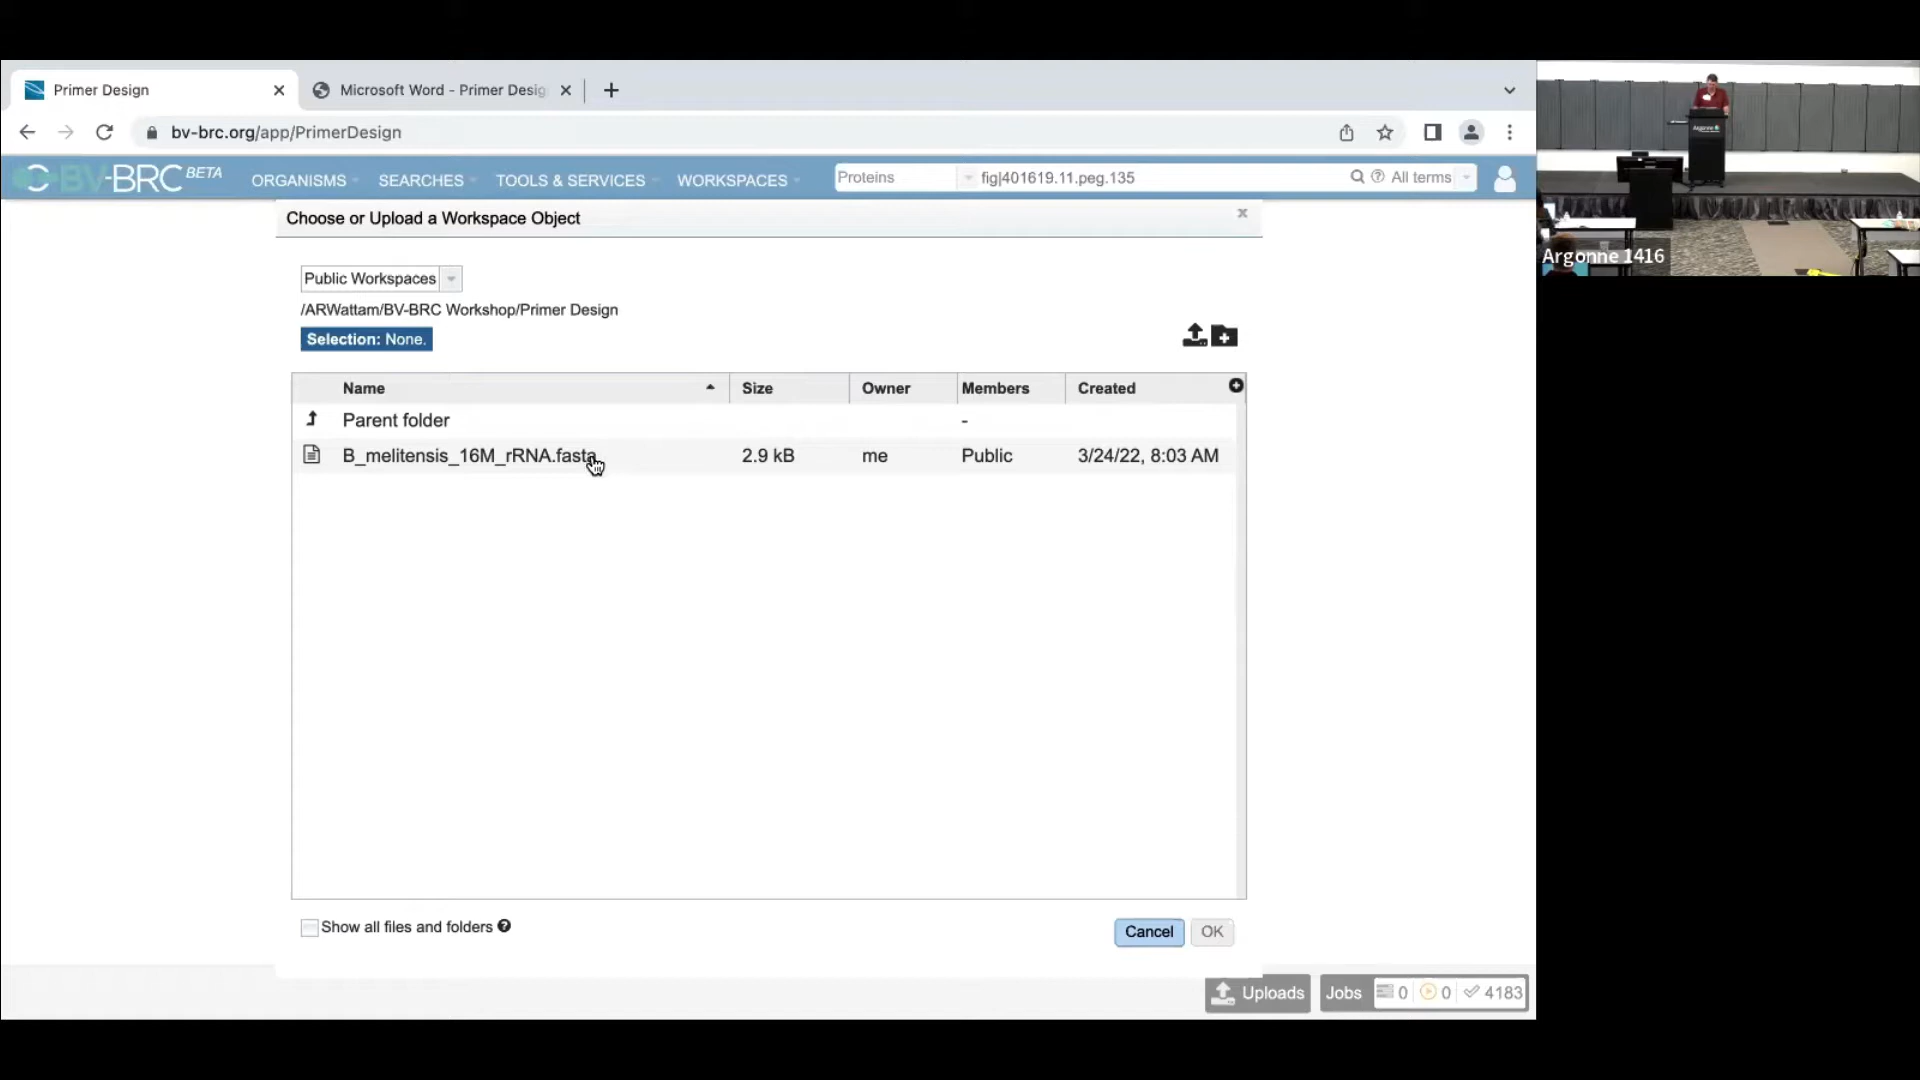 Primer Design
Microsoft Word - Primer Desig
bv-brc.org/app/PrimerDesign
BV-BRC BETA
ORGANISMS
SEARCHES
TOOLS & SERVICES
WORKSPACES
Proteins
fig|401619.11.peg.135
All terms
Choose or Upload a Workspace Object
Public Workspaces
/ARWattam/BV-BRC Workshop/Primer Design
Selection: None.
Name Size Owner Members Created
Parent folder -
B_melitensis_16M_rRNA.fasta 2.9 kB me Public 3/24/22, 8:03 AM
Show all files and folders
Cancel OK
Uploads
Jobs 0 0 4183
Argonne
Argonne 1416